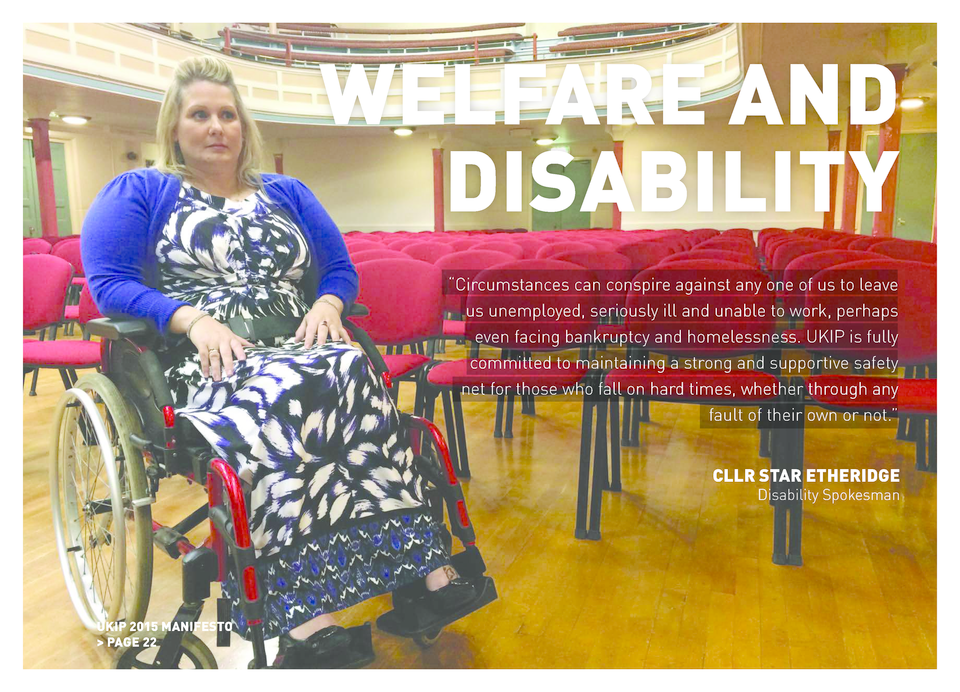 WELFARE AND
DISABILITY
“Circumstances can conspire against any one of us to leave
us unemployed, seriously ill and unable to work, perhaps
even facing bankruptcy and homelessness. UKIP is fully
committed to maintaining a strong and supportive safety
net for those who fall on hard times, whether through any
fault of their own or not.”
CLLR STAR ETHERIDGE
Disability Spokesman
UKIP 2015 MANIFESTO
> PAGE 22